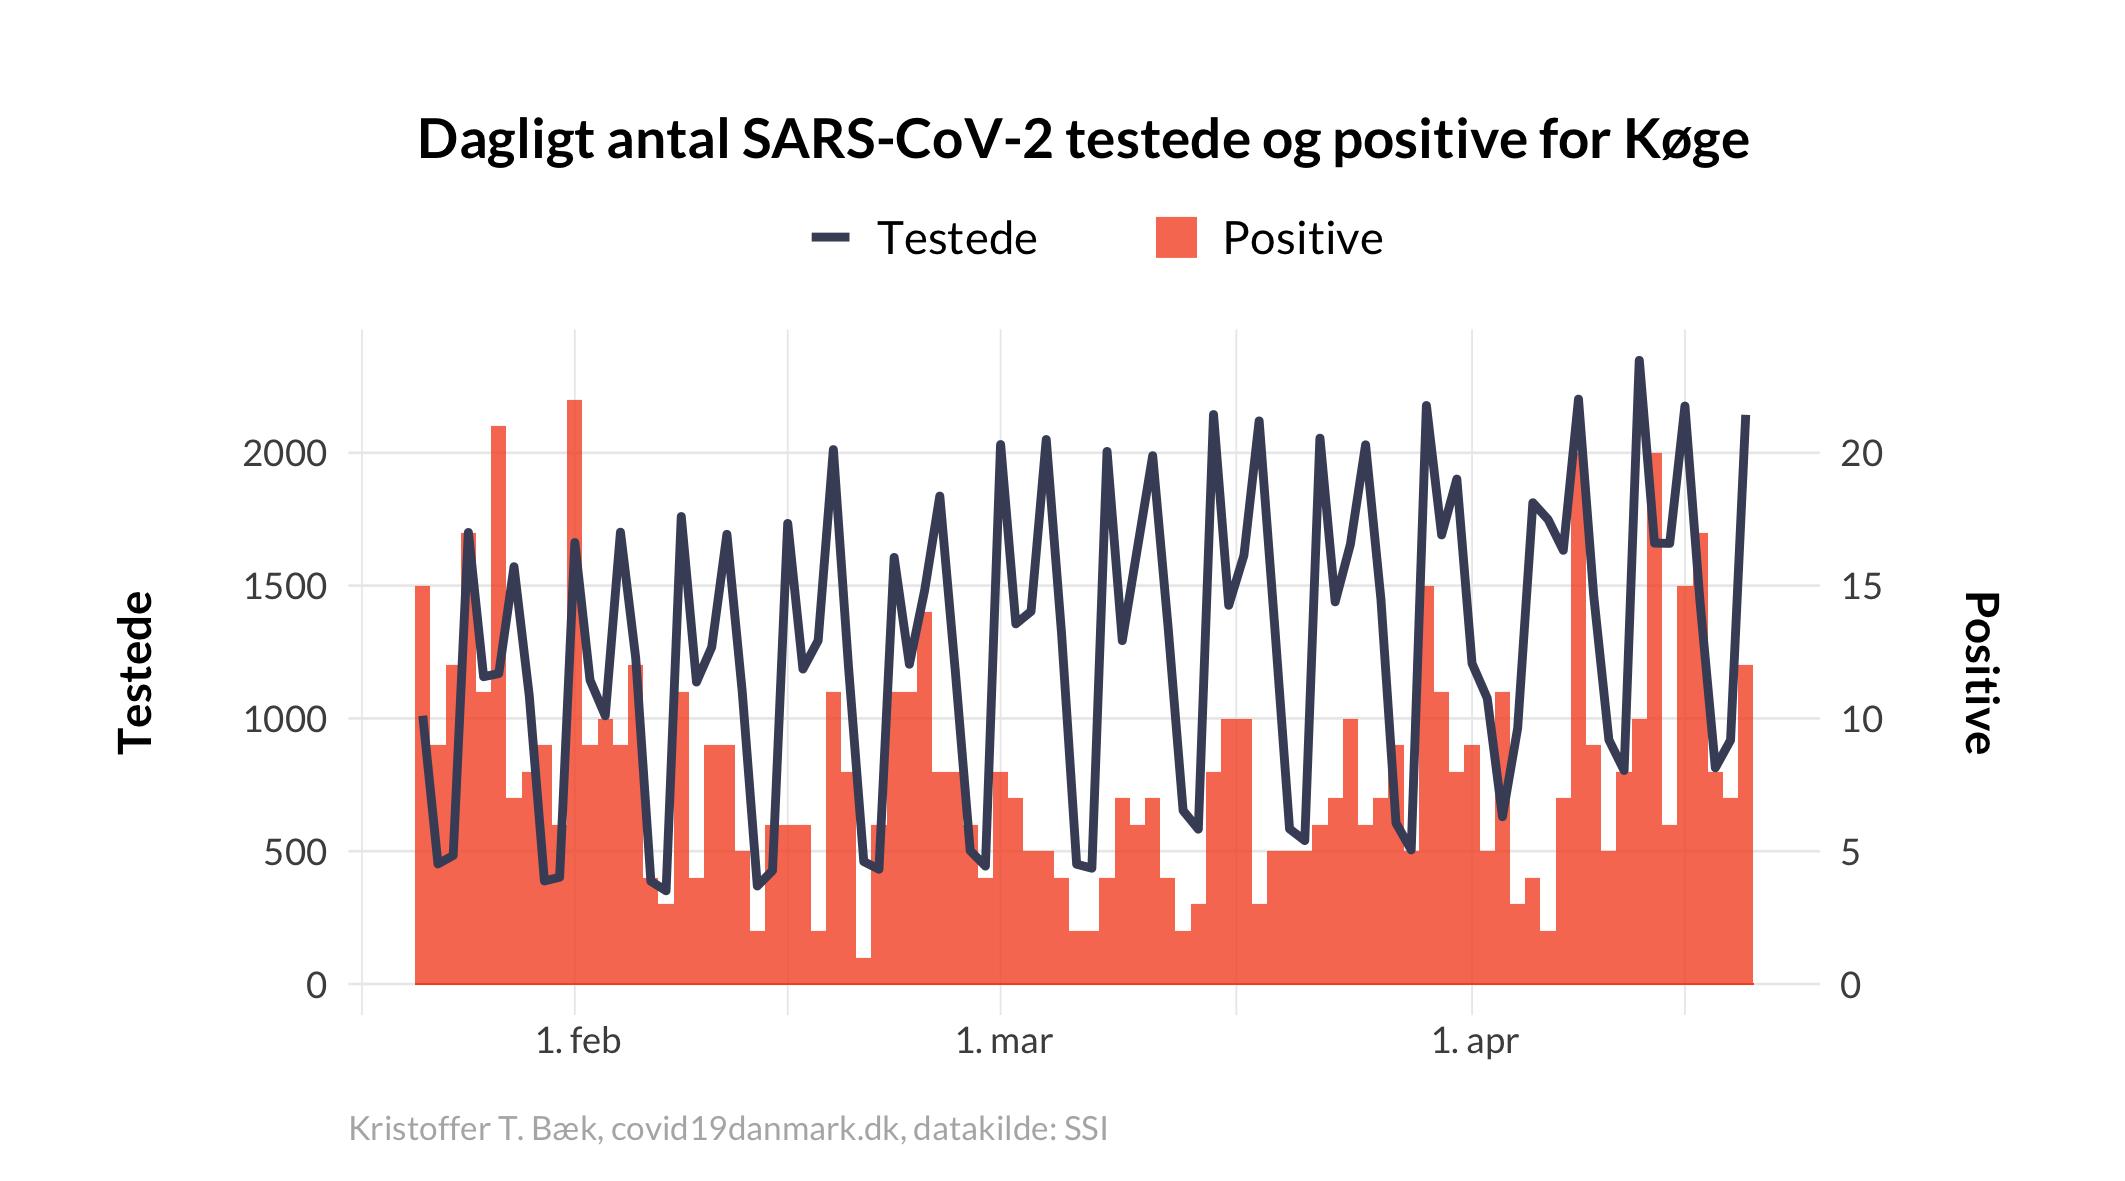 Dagligt antal SARS-CoV-2 testede og positive for Køge
Testede Positive
2000 20
1500 15
1000 10
500 5
0 0
Testede
Positive
1. feb 1. mar 1. apr
Kristoffer T. Bæk, covid19danmark.dk, datakilde: SSI